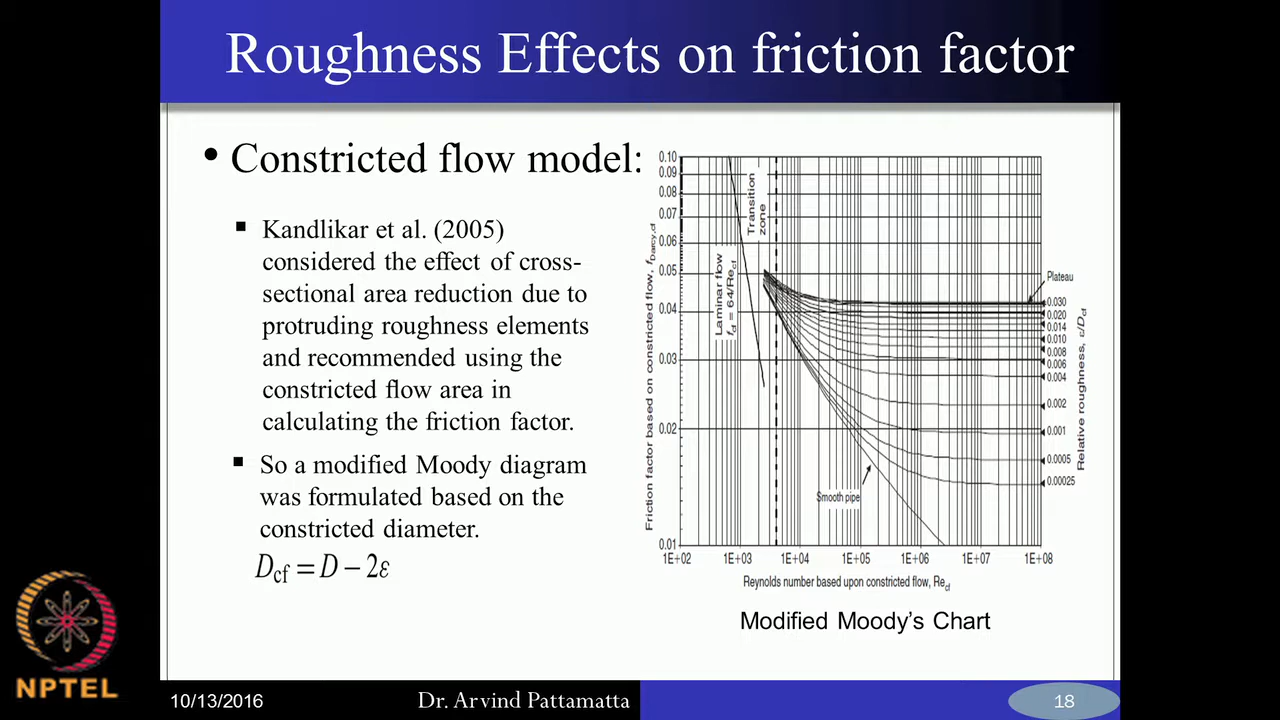 Roughness Effects on friction factor
• Constricted flow model:
▪ Kandlikar et al. (2005)
considered the effect of cross-
sectional area reduction due to
protruding roughness elements
and recommended using the
constricted flow area in
calculating the friction factor.
▪ So a modified Moody diagram
was formulated based on the
constricted diameter.
D_cf = D − 2ε
Friction factor based on constricted flow, f_Darcy,cf
0.10
0.09
0.08
0.07
0.06
0.05
0.04
0.03
0.02
0.01
Laminar flow
f_cf = 64/Re_cf
Transition
zone
Smooth pipe
Plateau
0.030
0.020
0.014
0.010
0.008
0.006
0.004
0.002
0.001
0.0005
0.00025
Relative roughness, ε/D_cf
1E+02 1E+03 1E+04 1E+05 1E+06 1E+07 1E+08
Reynolds number based upon constricted flow, Re_cf
Modified Moody's Chart
NPTEL
10/13/2016 Dr. Arvind Pattamatta 18